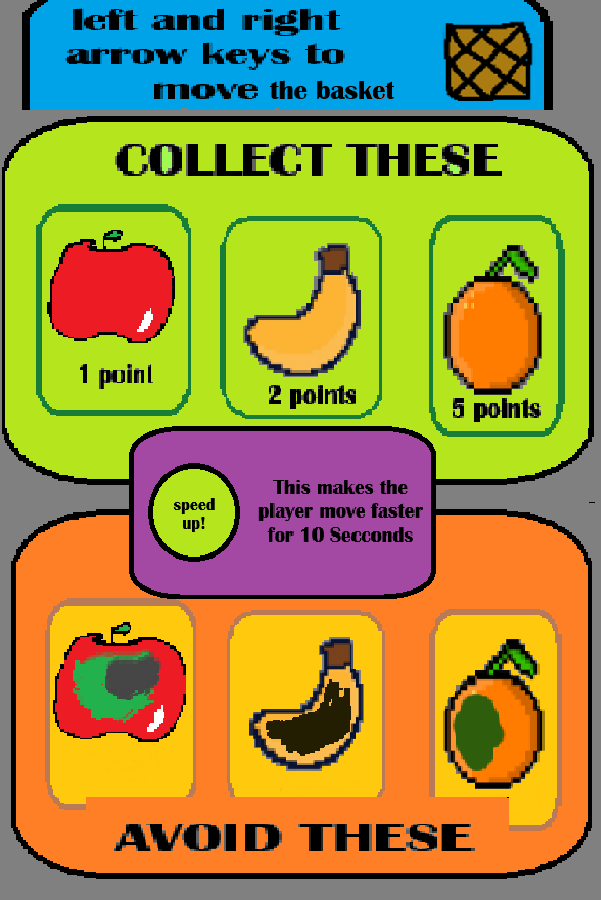 left and right
arrow keys to
move the basket
COLLECT THESE
1 point
2 points
5 points
speed
up!
This makes the
player move faster
for 10 Secconds
AVOID THESE